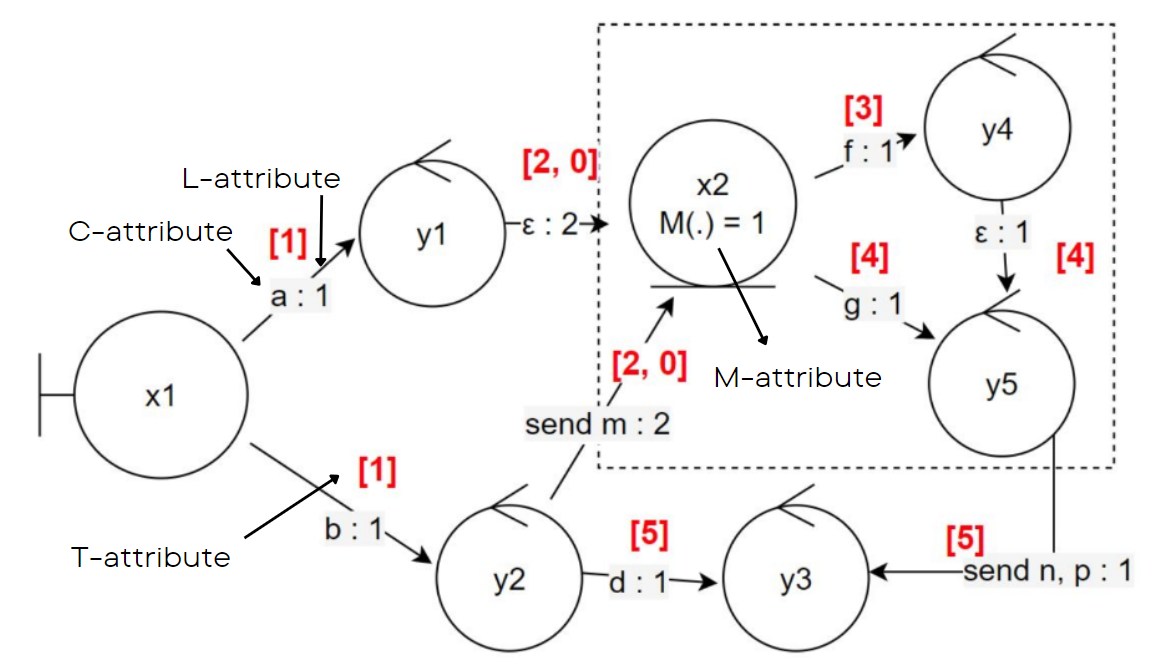 [3]
y4
f : 1
L-attribute
[2, 0]
x2
M(.) = 1
C-attribute
[1]
y1
ε : 2
ε : 1
[4]
[4]
a : 1
g : 1
[2, 0]
M-attribute
y5
x1
send m : 2
[1]
b : 1
T-attribute
[5]
[5]
y2
d : 1
y3
send n, p : 1